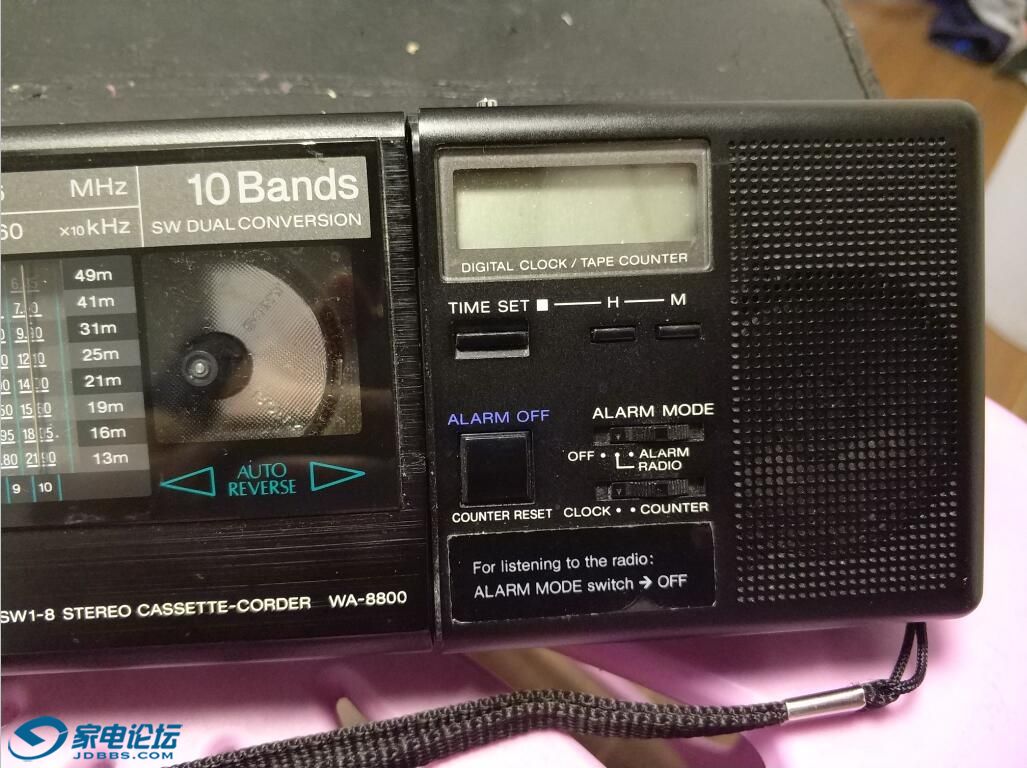 MHz
10 Bands
60
×10 kHz
SW DUAL CONVERSION
49m
41m
31m
25m
21m
19m
16m
13m
9 10
AUTO
REVERSE
SW1-8 STEREO CASSETTE-CORDER WA-8800
DIGITAL CLOCK / TAPE COUNTER
TIME SET ■ H M
ALARM OFF
ALARM MODE
OFF • • ALARM
RADIO
COUNTER RESET
CLOCK • • COUNTER
For listening to the radio:
ALARM MODE switch ➔ OFF
家电论坛
JDBBS.COM